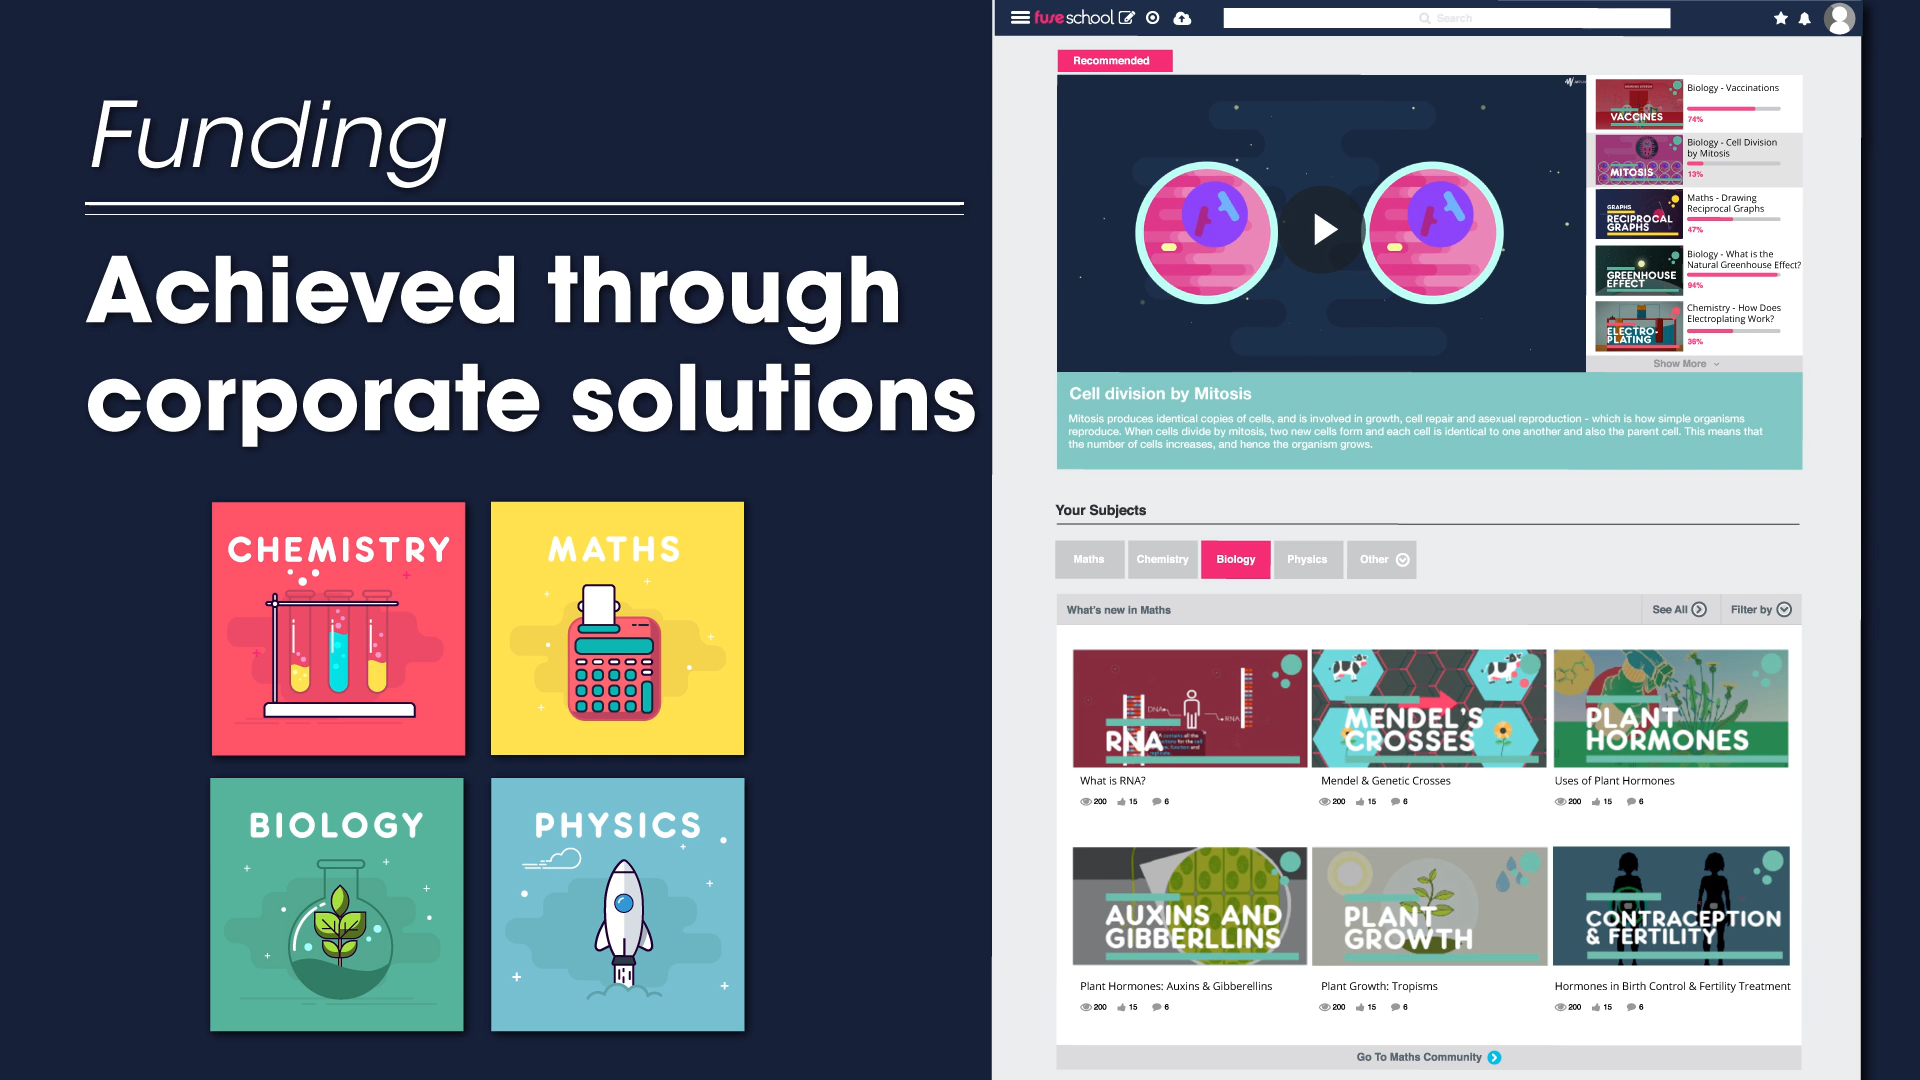 Funding
Achieved through
corporate solutions
CHEMISTRY
MATHS
BIOLOGY
PHYSICS
fuseschool
Search
Recommended
VACCINES
Biology - Vaccinations
74%
MITOSIS
Biology - Cell Division
by Mitosis
13%
GRAPHS
RECIPROCAL
GRAPHS
Maths - Drawing
Reciprocal Graphs
47%
GREENHOUSE
EFFECT
Biology - What is the
Natural Greenhouse Effect?
94%
ELECTRO-
PLATING
Chemistry - How Does
Electroplating Work?
36%
Show More
Cell division by Mitosis
Mitosis produces identical copies of cells, and is involved in growth, cell repair and asexual reproduction - which is how simple organisms
reproduce. When cells divide by mitosis, two new cells form and each cell is identical to one another and also the parent cell. This means that
the number of cells increases, and hence the organism grows.
Your Subjects
Maths
Chemistry
Biology
Physics
Other
What's new in Maths
See All
Filter by
DNA
RNA
RNA
What is RNA?
200 15 6
MENDEL'S
CROSSES
Mendel & Genetic Crosses
200 15 6
PLANT
HORMONES
Uses of Plant Hormones
200 15 6
AUXINS AND
GIBBERLLINS
Plant Hormones: Auxins & Gibberellins
200 15 6
PLANT
GROWTH
Plant Growth: Tropisms
200 15 6
CONTRACEPTION
& FERTILITY
Hormones in Birth Control & Fertility Treatment
200 15 6
Go To Maths Community